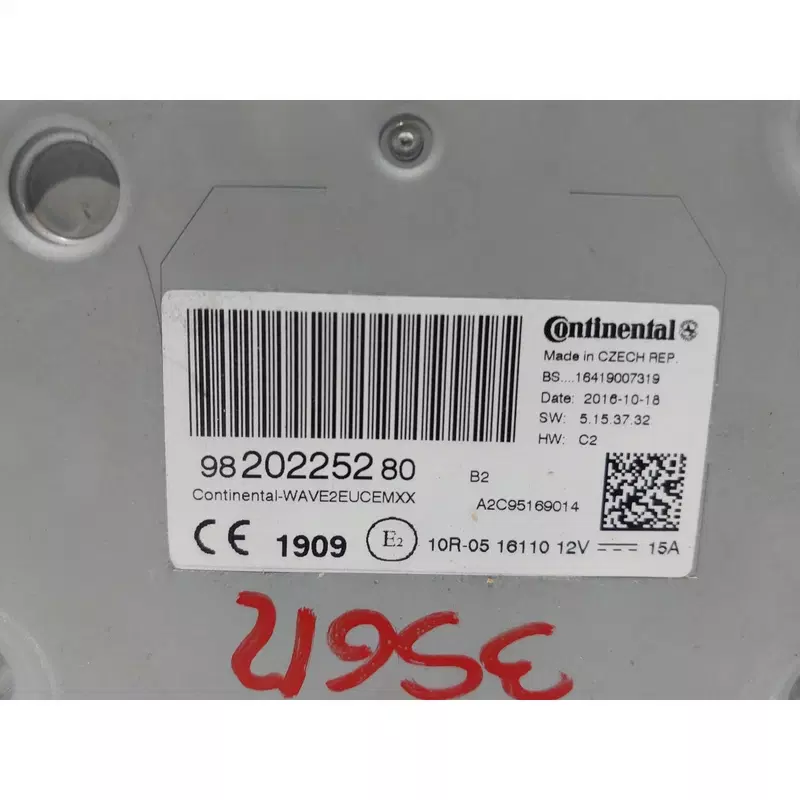 Continental
Made in CZECH REP.
BS....16419007319
Date: 2016-10-18
SW: 5.15.37.32
HW: C2
98 202252 80
B2
Continental-WAVE2EUCEMXX
A2C95169014
CE 1909 E2 10R-05 16110 12V 15A